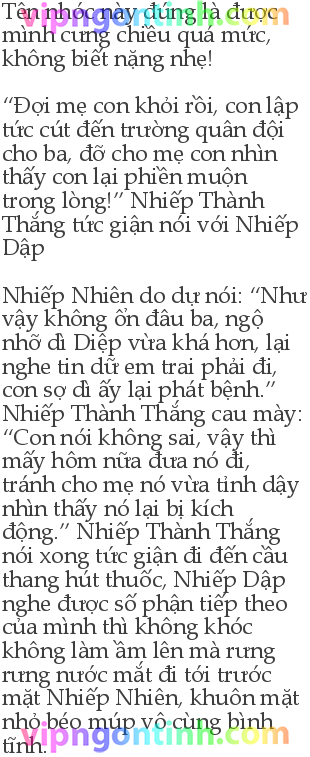 Tên nhóc này đúng là được
mình cưng chiều quá mức,
không biết nặng nhẹ!
“Đợi mẹ con khỏi rồi, con lập
tức cút đến trường quân đội
cho ba, đỡ cho mẹ con nhìn
thấy con lại phiền muộn
trong lòng!” Nhiếp Thành
Thắng tức giận nói với Nhiếp
Dập
Nhiếp Nhiên do dự nói: “Như
vậy không ổn đâu ba, ngộ
nhỡ dì Diệp vừa khá hơn, lại
nghe tin dữ em trai phải đi,
con sợ dì ấy lại phát bệnh.”
Nhiếp Thành Thắng cau mày:
“Con nói không sai, vậy thì
mấy hôm nữa đưa nó đi,
tránh cho mẹ nó vừa tỉnh dậy
nhìn thấy nó lại bị kích
động.” Nhiếp Thành Thắng
nói xong tức giận đi đến cầu
thang hút thuốc, Nhiếp Dập
nghe được số phận tiếp theo
của mình thì không khóc
không làm ầm lên mà rưng
rưng nước mắt đi tới trước
mặt Nhiếp Nhiên, khuôn mặt
nhỏ béo múp vô cùng bình
tĩnh.
vipngontinh.com
vipngontinh.com